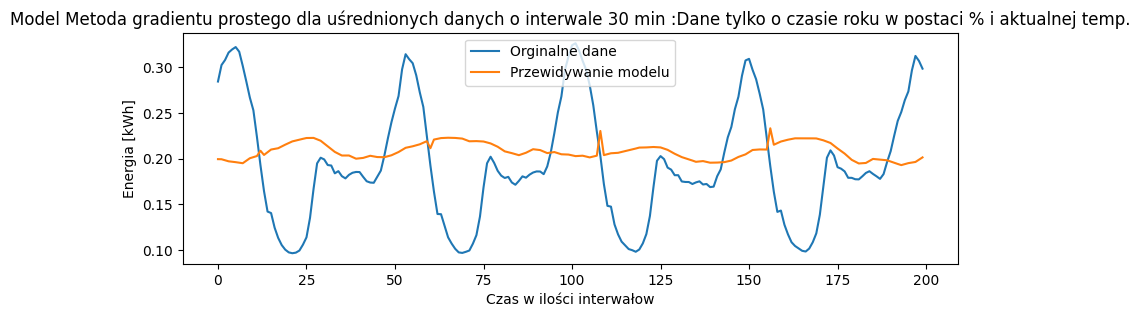 Model Metoda gradientu prostego dla uśrednionych danych o interwale 30 min :Dane tylko o czasie roku w postaci % i aktualnej temp.
Orginalne dane
Przewidywanie modelu
Energia [kWh]
0.30
0.25
0.20
0.15
0.10
0 25 50 75 100 125 150 175 200
Czas w ilości interwałow